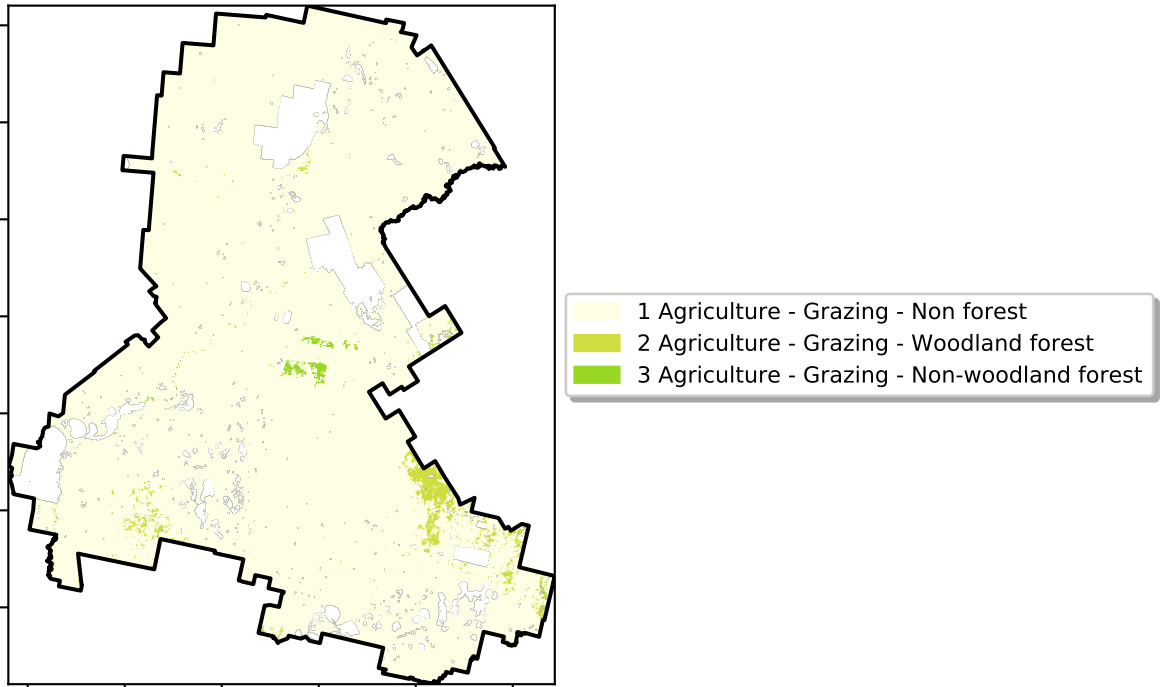 1 Agriculture - Grazing - Non forest
2 Agriculture - Grazing - Woodland forest
3 Agriculture - Grazing - Non-woodland forest